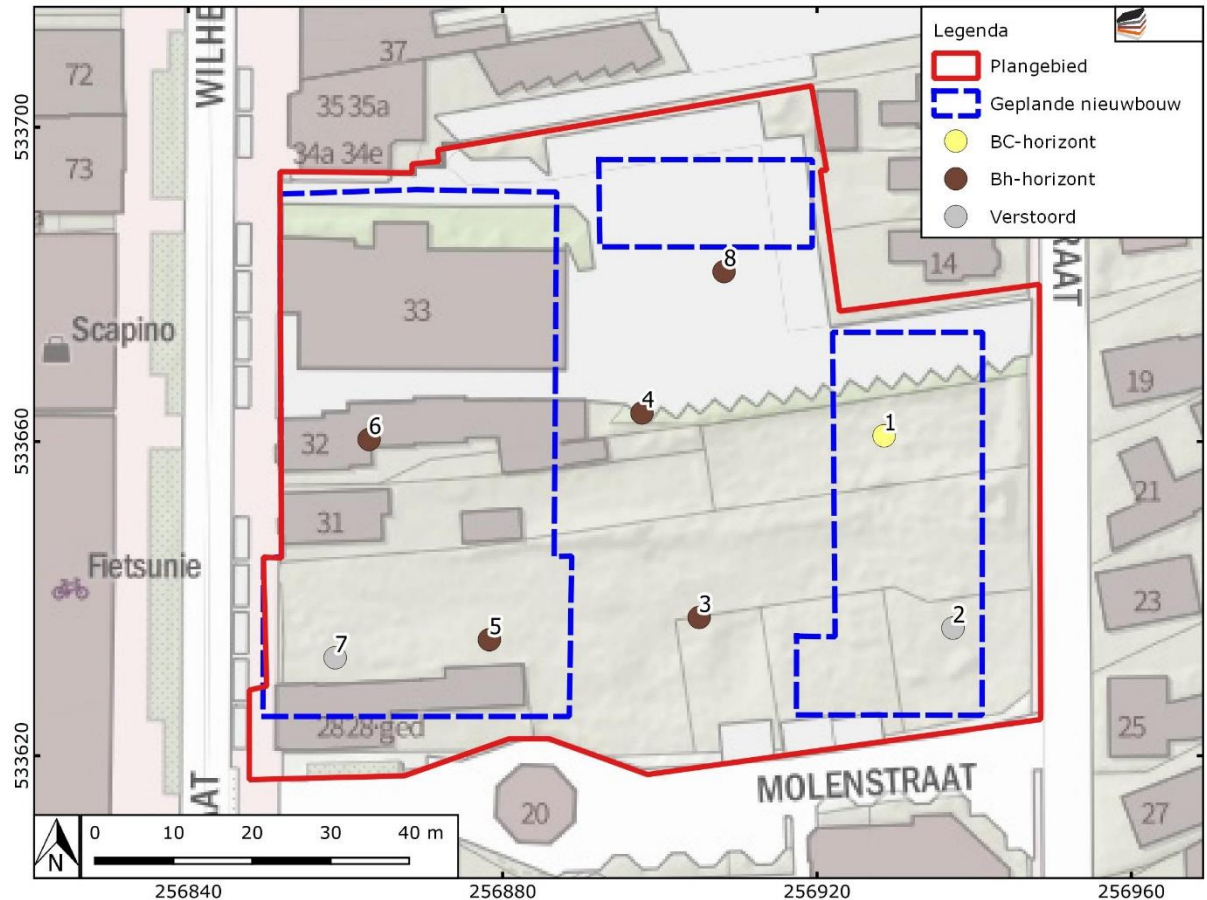 Legenda
Plangebied
Geplande nieuwbouw
BC-horizont
Bh-horizont
Verstoord
WILHE
72
73
37
35 35a
34a 34e
33
8
14
RAAT
Scapino
19
4
6
32
1
21
31
Fietsunie
23
3
2
5
7
28 28-ged
25
MOLENSTRAAT
20
27
AAT
0 10 20 30 40 m
N
533700
533660
533620
256840 256880 256920 256960